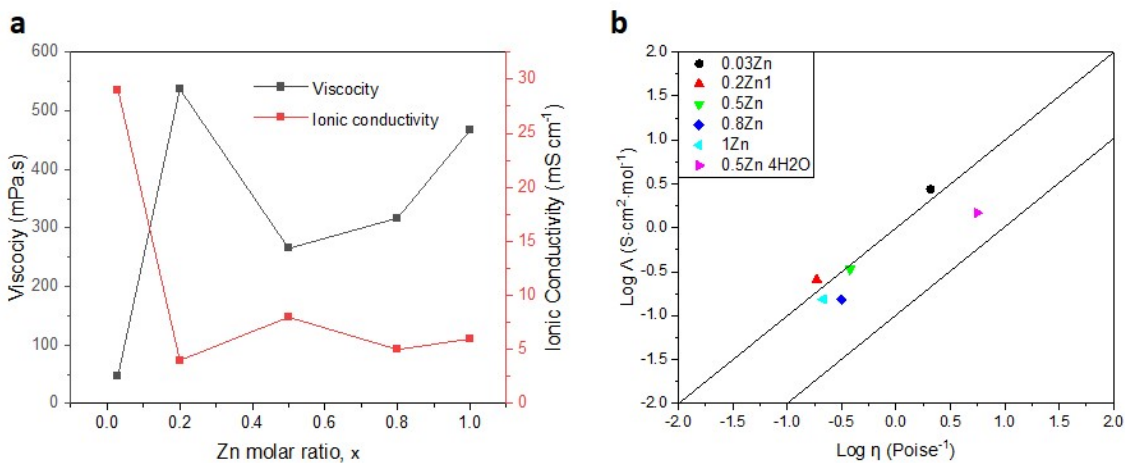 a
600
500
400
300
200
100
0
Viscociy (mPa.s)
Viscocity
Ionic conductivity
30
25
20
15
10
5
0
Ionic Conductivity (mS cm⁻¹)
0.0 0.2 0.4 0.6 0.8 1.0
Zn molar ratio, x
b
2.0
1.5
1.0
0.5
0.0
-0.5
-1.0
-1.5
-2.0
Log Λ (S·cm²·mol⁻¹)
0.03Zn
0.2Zn1
0.5Zn
0.8Zn
1Zn
0.5Zn 4H2O
-2.0 -1.5 -1.0 -0.5 0.0 0.5 1.0 1.5 2.0
Log η (Poise⁻¹)